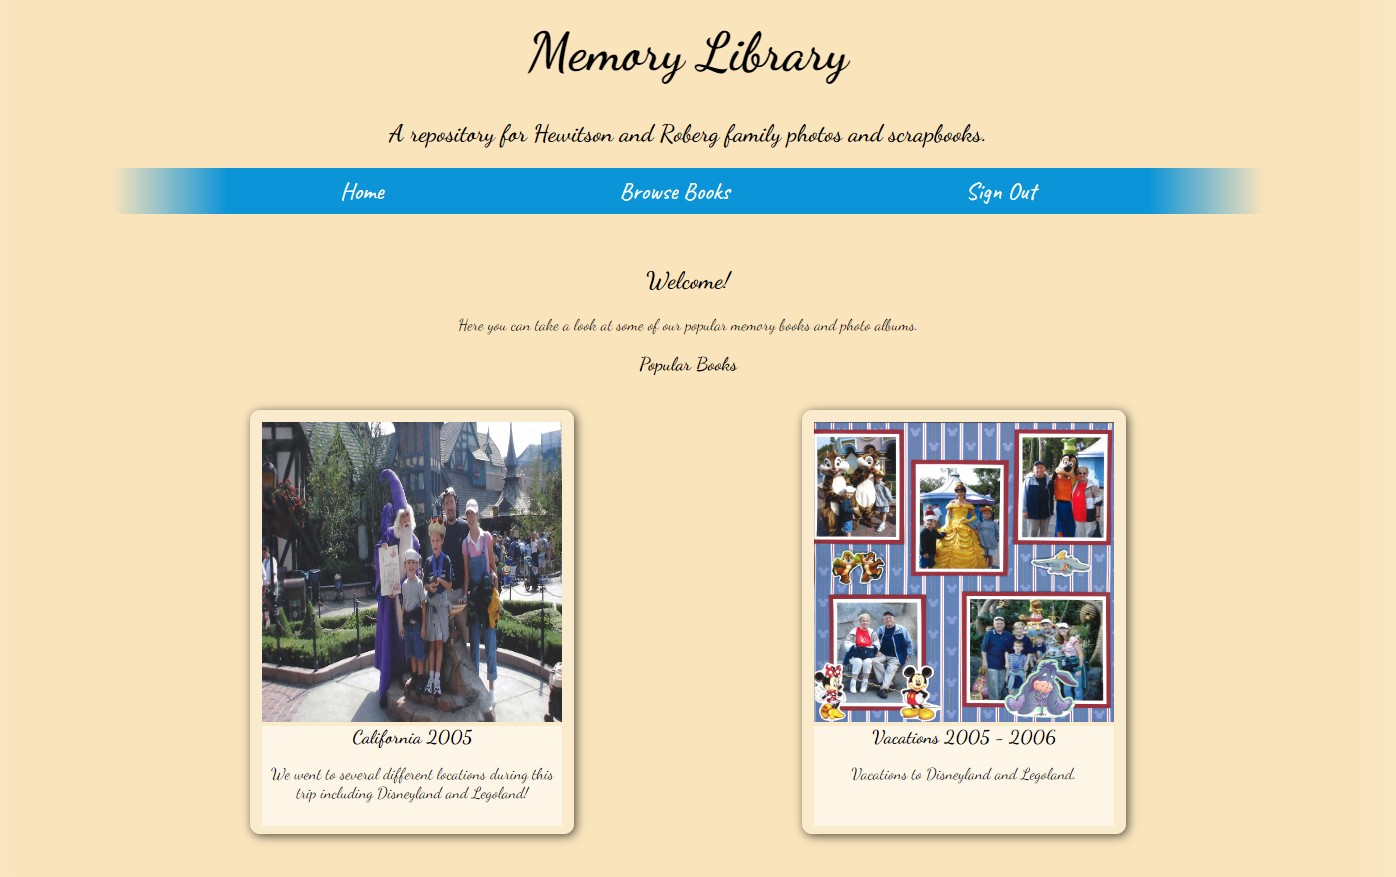 Memory Library
A repository for Hewitson and Roberg family photos and scrapbooks.
Home Browse Books Sign Out
Welcome!
Here you can take a look at some of our popular memory books and photo albums.
Popular Books
California 2005
We went to several different locations during this
trip including Disneyland and Legoland!
Vacations 2005 - 2006
Vacations to Disneyland and Legoland.